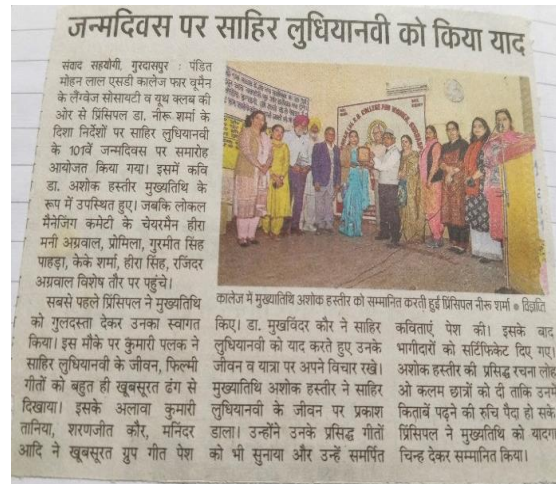 जन्मदिवस पर साहिर लुधियानवी को किया याद
संवाद सहयोगी, गुरदासपुर : पंडित
मोहन लाल एसडी कालेज फार वूमैन
के लैंग्वेज सोसायटी व यूथ क्लब की
ओर से प्रिंसिपल डा. नीरू शर्मा के
दिशा निर्देशों पर साहिर लुधियानवी
के 101वें जन्मदिवस पर समारोह
आयोजत किया गया। इसमें कवि
डा. अशोक हस्तीर मुख्यतिथि के
रूप में उपस्थित हुए। जबकि लोकल
मैनेजिंग कमेटी के चेयरमैन हीरा
मनी अग्रवाल, प्रोमिला, गुरमीत सिंह
पाहड़ा, केके शर्मा, हीरा सिंह, रजिंदर
अग्रवाल विशेष तौर पर पहुंचे।
सबसे पहले प्रिंसिपल ने मुख्यतिथि
को गुलदस्ता देकर उनका स्वागत
किया। इस मौके पर कुमारी पलक ने
साहिर लुधियानवी के जीवन, फिल्मी
गीतों को बहुत ही खूबसूरत ढंग से
दिखाया। इसके अलावा कुमारी
तानिया, शरणजीत कौर, मनिंदर
आदि ने खूबसूरत ग्रुप गीत पेश
COLLEGE FOR WOMEN
कालेज में मुख्यातिथि अशोक हस्तीर को सम्मानित करती हुई प्रिंसिपल नीरू शर्मा ● विज्ञप्ति
किए। डा. मुखविंदर कौर ने साहिर
लुधियानवी को याद करते हुए उनके
जीवन व यात्रा पर अपने विचार रखे।
मुख्यातिथि अशोक हस्तीर ने साहिर
लुधियानवी के जीवन पर प्रकाश
डाला। उन्होंने उनके प्रसिद्ध गीतों
को भी सुनाया और उन्हें समर्पित
कविताएं पेश की। इसके बाद
भागीदारों को सर्टिफिकेट दिए गए।
अशोक हस्तीर की प्रसिद्ध रचना लोह
ओ कलम छात्रों को दी ताकि उनमें
किताबें पढ़ने की रुचि पैदा हो सके
प्रिंसिपल ने मुख्यतिथि को यादगा
चिन्ह देकर सम्मानित किया।